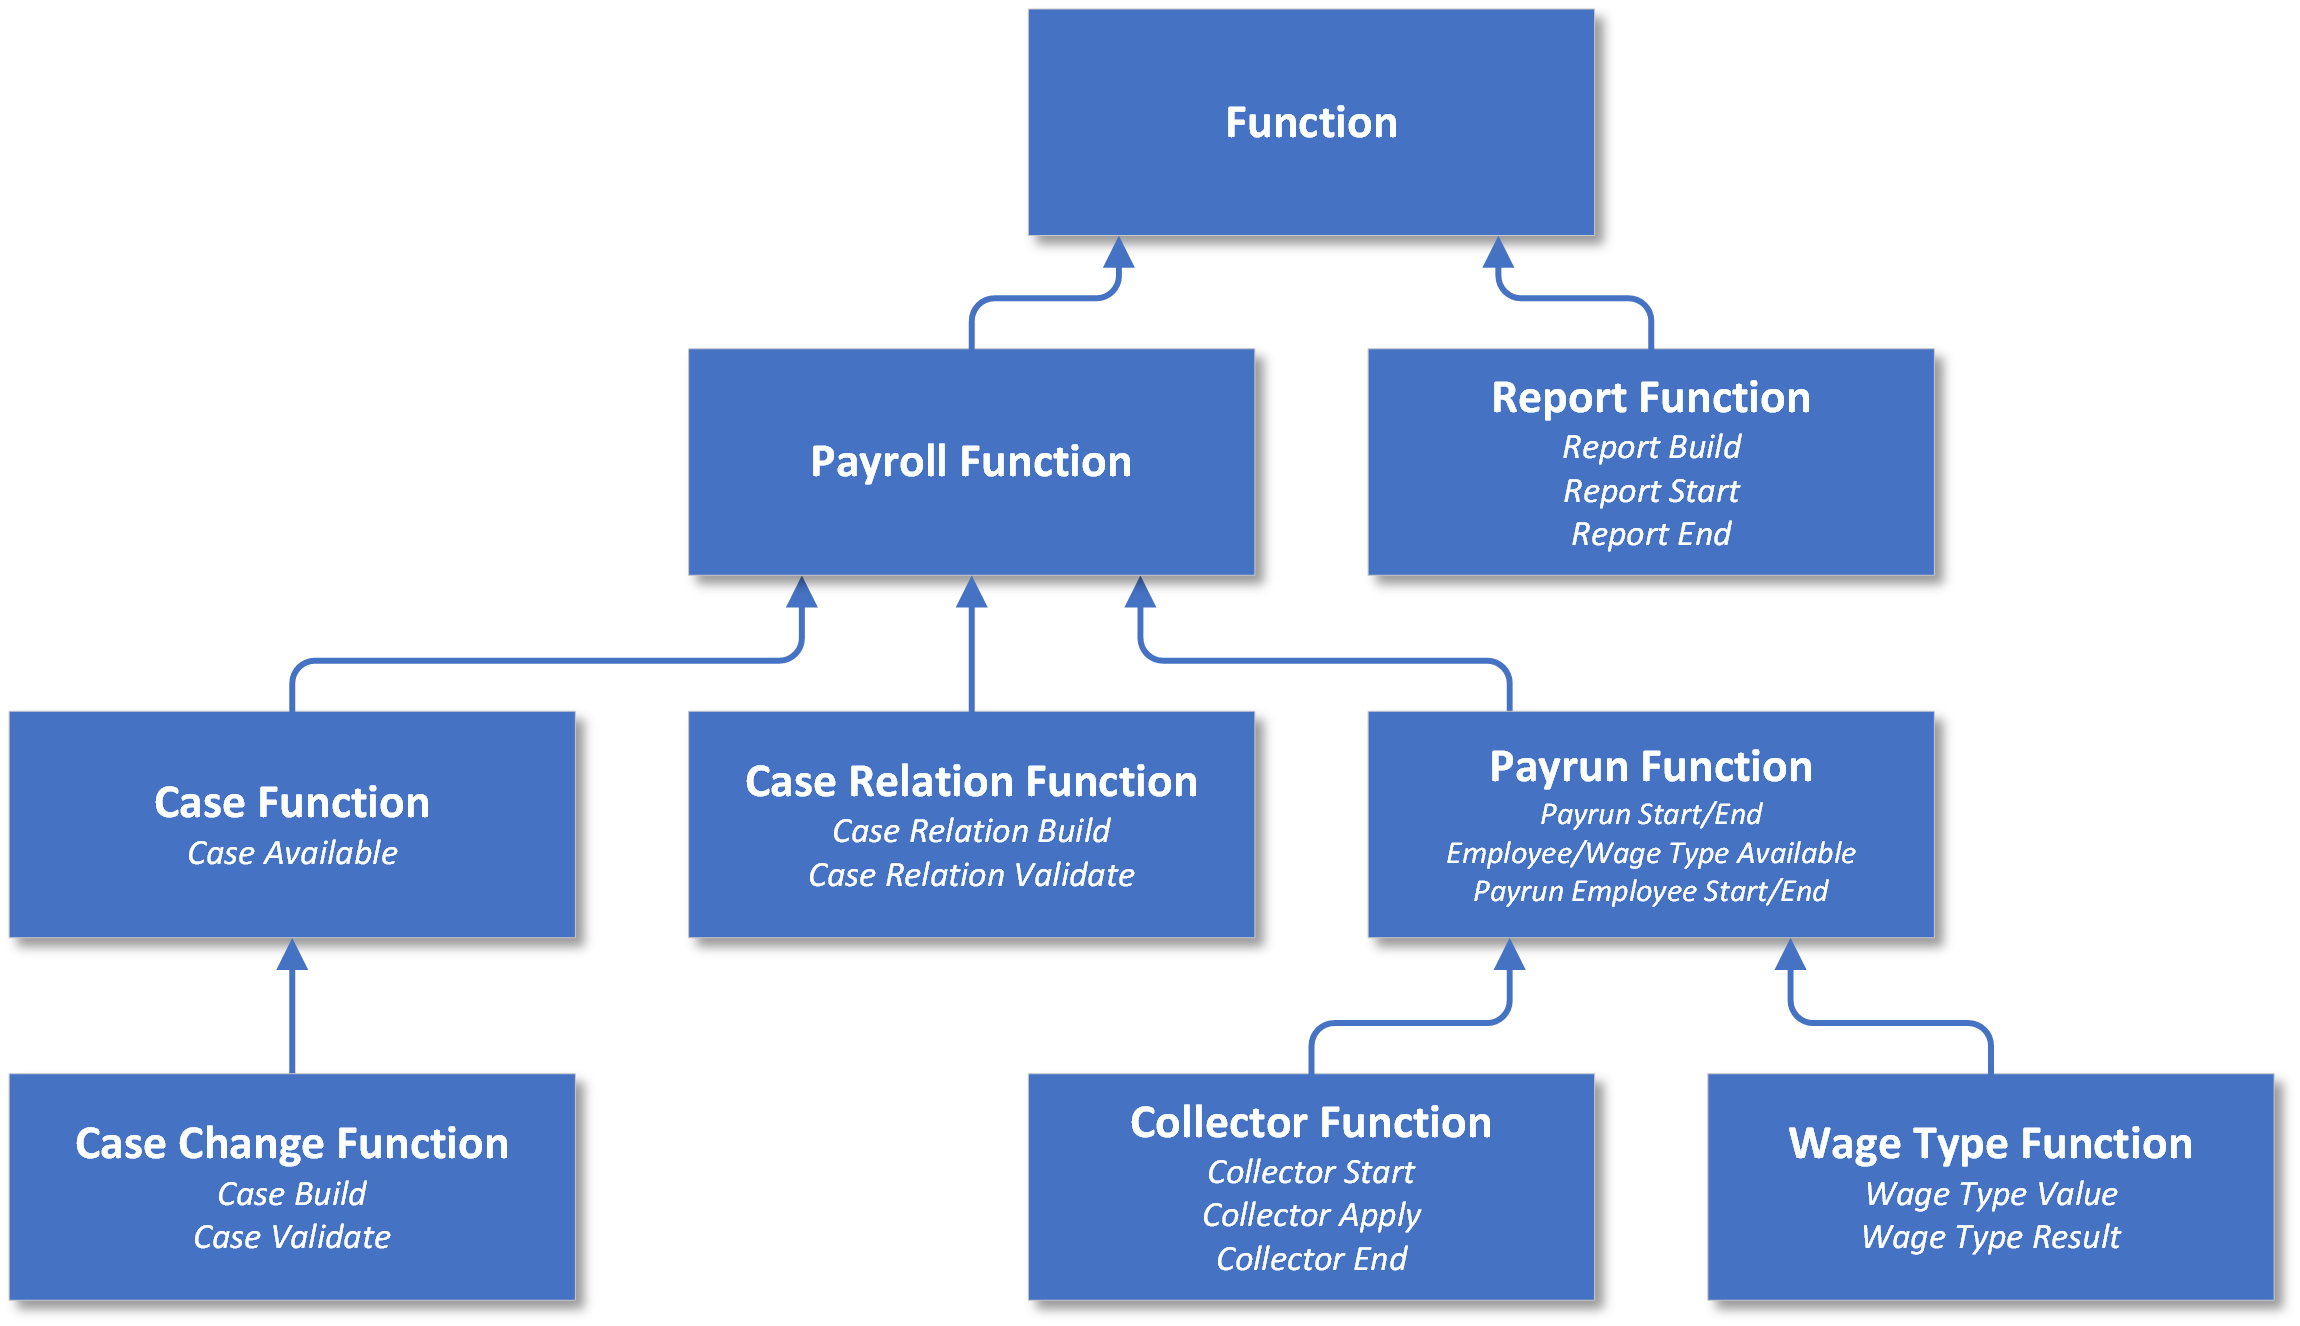 Function
Payroll Function
Report Function
Report Build
Report Start
Report End
Case Function
Case Available
Case Relation Function
Case Relation Build
Case Relation Validate
Payrun Function
Payrun Start/End
Employee/Wage Type Available
Payrun Employee Start/End
Case Change Function
Case Build
Case Validate
Collector Function
Collector Start
Collector Apply
Collector End
Wage Type Function
Wage Type Value
Wage Type Result